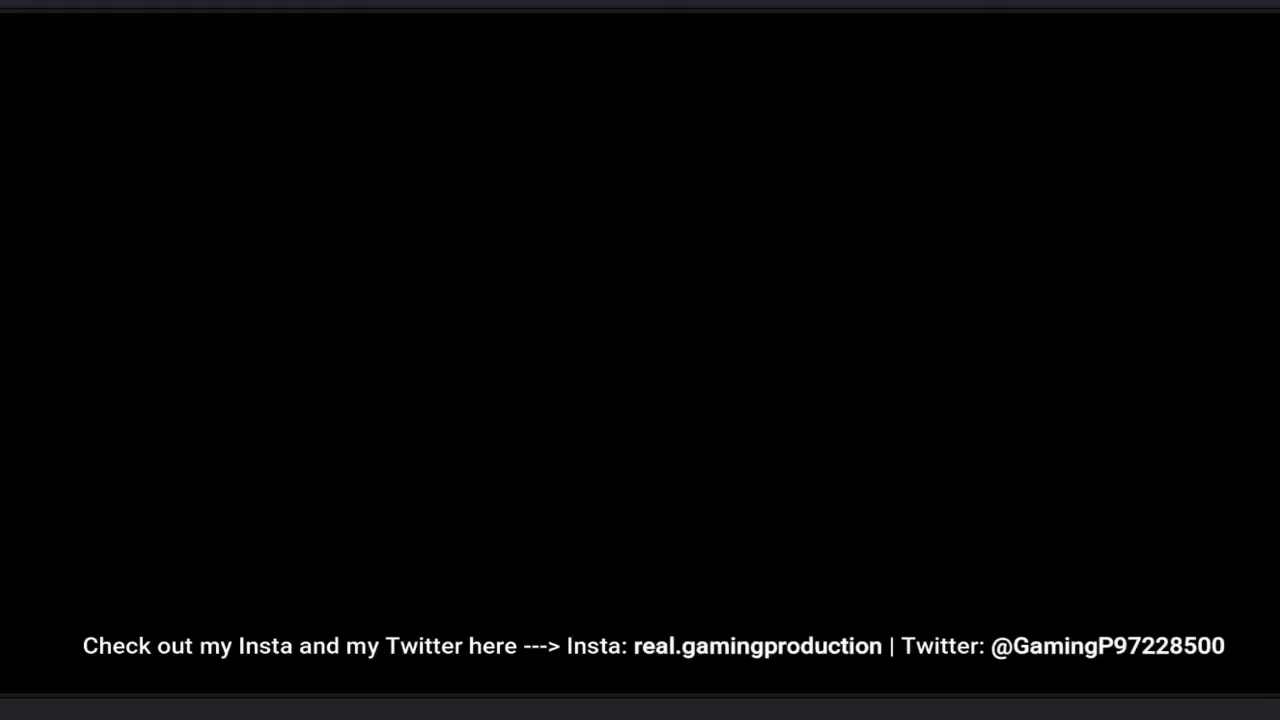 Check out my Insta and my Twitter here ---> Insta: real.gamingproduction | Twitter: @GamingP97228500